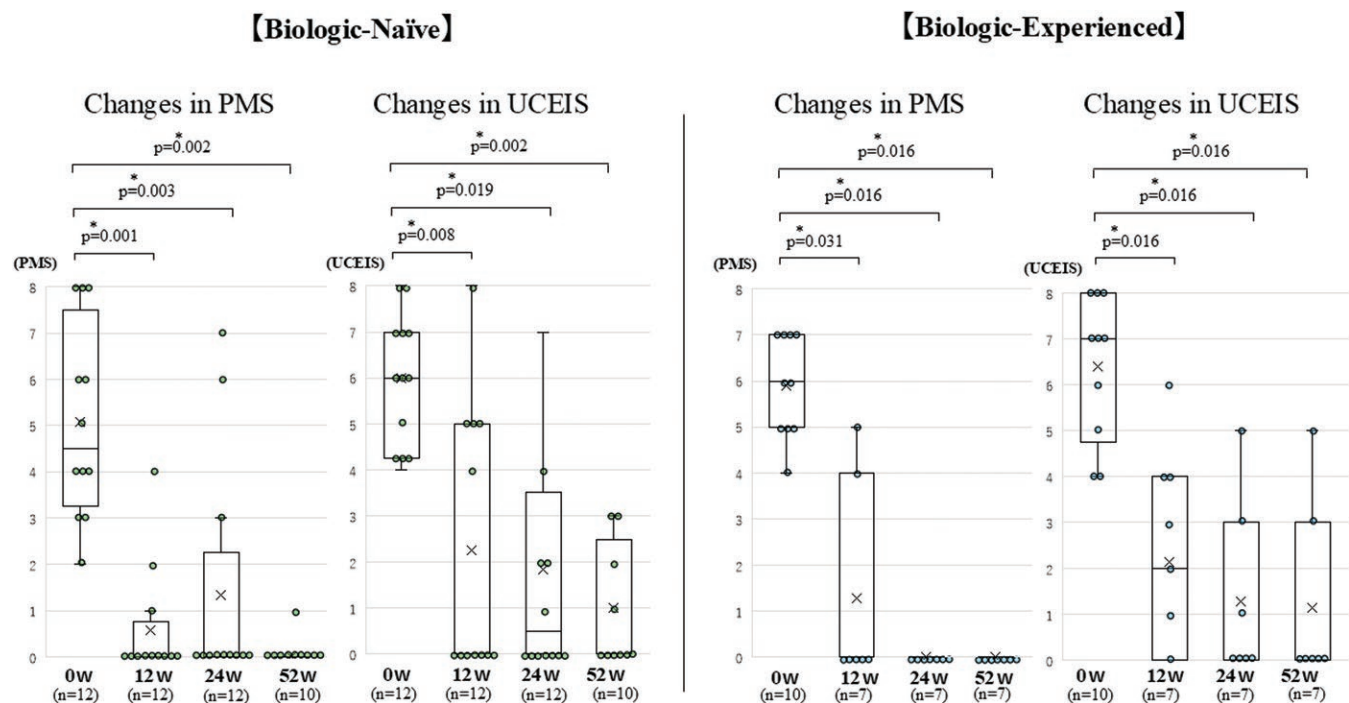 【Biologic-Naïve】
【Biologic-Experienced】
Changes in PMS
*
p=0.002
*
p=0.003
*
p=0.001
(PMS)
8
7
6
5
4
3
2
1
0
0w
12w
24w
52w
(n=12)
(n=12)
(n=12)
(n=10)
Changes in UCEIS
*
p=0.002
*
p=0.019
*
p=0.008
(UCEIS)
8
7
6
5
4
3
2
1
0
0w
12w
24w
52w
(n=12)
(n=12)
(n=12)
(n=10)
Changes in PMS
*
p=0.016
*
p=0.016
*
p=0.031
(PMS)
8
7
6
5
4
3
2
1
0
0w
12w
24w
52w
(n=10)
(n=7)
(n=7)
(n=7)
Changes in UCEIS
*
p=0.016
*
p=0.016
*
p=0.016
(UCEIS)
8
7
6
5
4
3
2
1
0
0w
12w
24w
52w
(n=10)
(n=7)
(n=7)
(n=7)